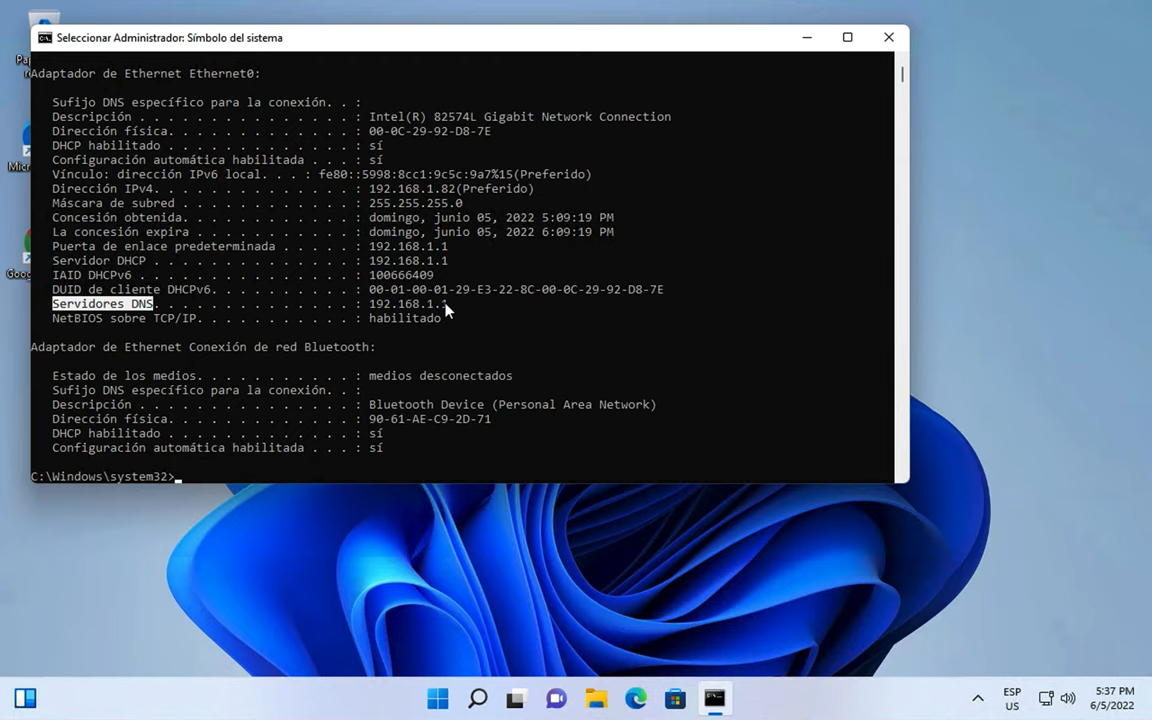 Seleccionar Administrador: Símbolo del sistema
Adaptador de Ethernet Ethernet0:
Sufijo DNS específico para la conexión. . :
Descripción . . . . . . . . . . . . . . . : Intel(R) 82574L Gigabit Network Connection
Dirección física. . . . . . . . . . . . . : 00-0C-29-92-D8-7E
DHCP habilitado . . . . . . . . . . . . . : sí
Configuración automática habilitada . . . : sí
Vínculo: dirección IPv6 local. . . : fe80::5998:8cc1:9c5c:9a7%15(Preferido)
Dirección IPv4. . . . . . . . . . . . . . : 192.168.1.82(Preferido)
Máscara de subred . . . . . . . . . . . . : 255.255.255.0
Concesión obtenida. . . . . . . . . . . . : domingo, junio 05, 2022 5:09:19 PM
La concesión expira . . . . . . . . . . . : domingo, junio 05, 2022 6:09:19 PM
Puerta de enlace predeterminada . . . . . : 192.168.1.1
Servidor DHCP . . . . . . . . . . . . . . : 192.168.1.1
IAID DHCPv6 . . . . . . . . . . . . . . . : 100666409
DUID de cliente DHCPv6. . . . . . . . . . : 00-01-00-01-29-E3-22-8C-00-0C-29-92-D8-7E
Servidores DNS. . . . . . . . . . . . . . : 192.168.1.1
NetBIOS sobre TCP/IP. . . . . . . . . . . : habilitado
Adaptador de Ethernet Conexión de red Bluetooth:
Estado de los medios. . . . . . . . . . . : medios desconectados
Sufijo DNS específico para la conexión. . :
Descripción . . . . . . . . . . . . . . . : Bluetooth Device (Personal Area Network)
Dirección física. . . . . . . . . . . . . : 90-61-AE-C9-2D-71
DHCP habilitado . . . . . . . . . . . . . : sí
Configuración automática habilitada . . . : sí
C:\Windows\system32>
ESP
US
5:37 PM
6/5/2022